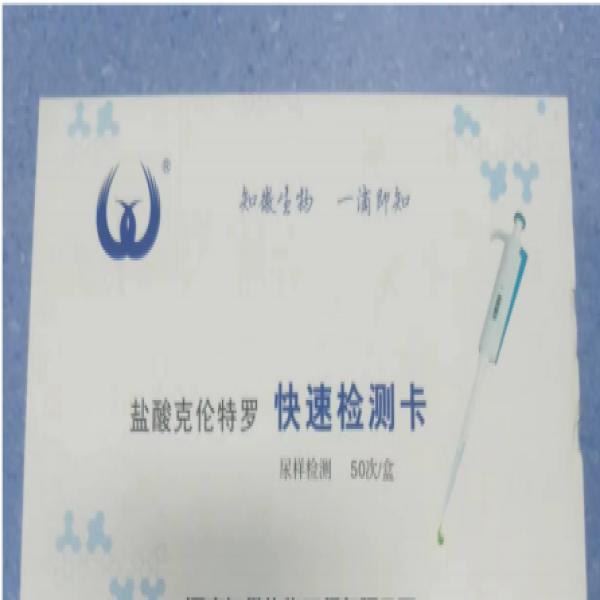 ®
知微生物 一滴即知
盐酸克伦特罗 快速检测卡
尿样检测 50次/盒